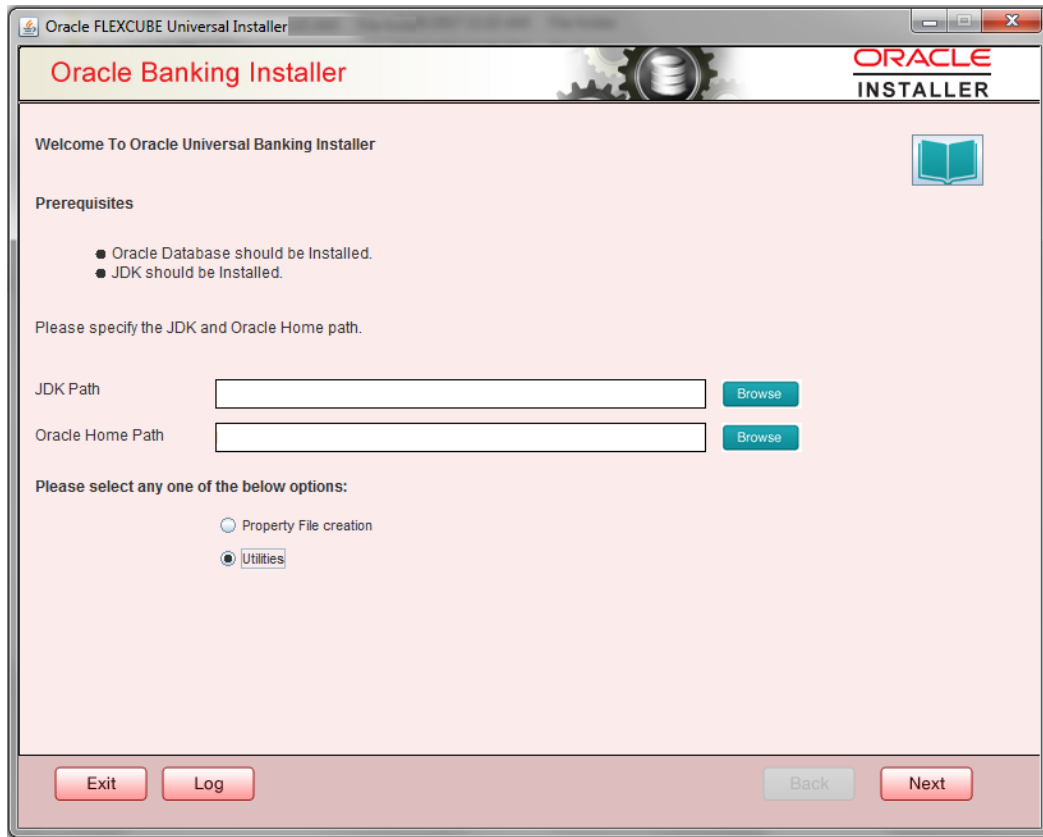 Oracle FLEXCUBE Universal Installer
Oracle Banking Installer
ORACLE
INSTALLER
Welcome To Oracle Universal Banking Installer
Prerequisites
Oracle Database should be Installed.
JDK should be Installed.
Please specify the JDK and Oracle Home path.
JDK Path
Browse
Oracle Home Path
Browse
Please select any one of the below options:
Property File creation
Utilities
Exit
Log
Back
Next